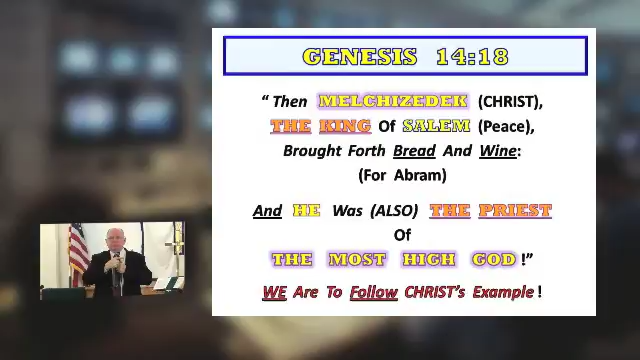 GENESIS 14:18
“ Then MELCHIZEDEK (CHRIST),
THE KING Of SALEM (Peace),
Brought Forth Bread And Wine:
(For Abram)
And HE Was (ALSO) THE PRIEST
Of
THE MOST HIGH GOD !”
WE Are To Follow CHRIST’s Example !